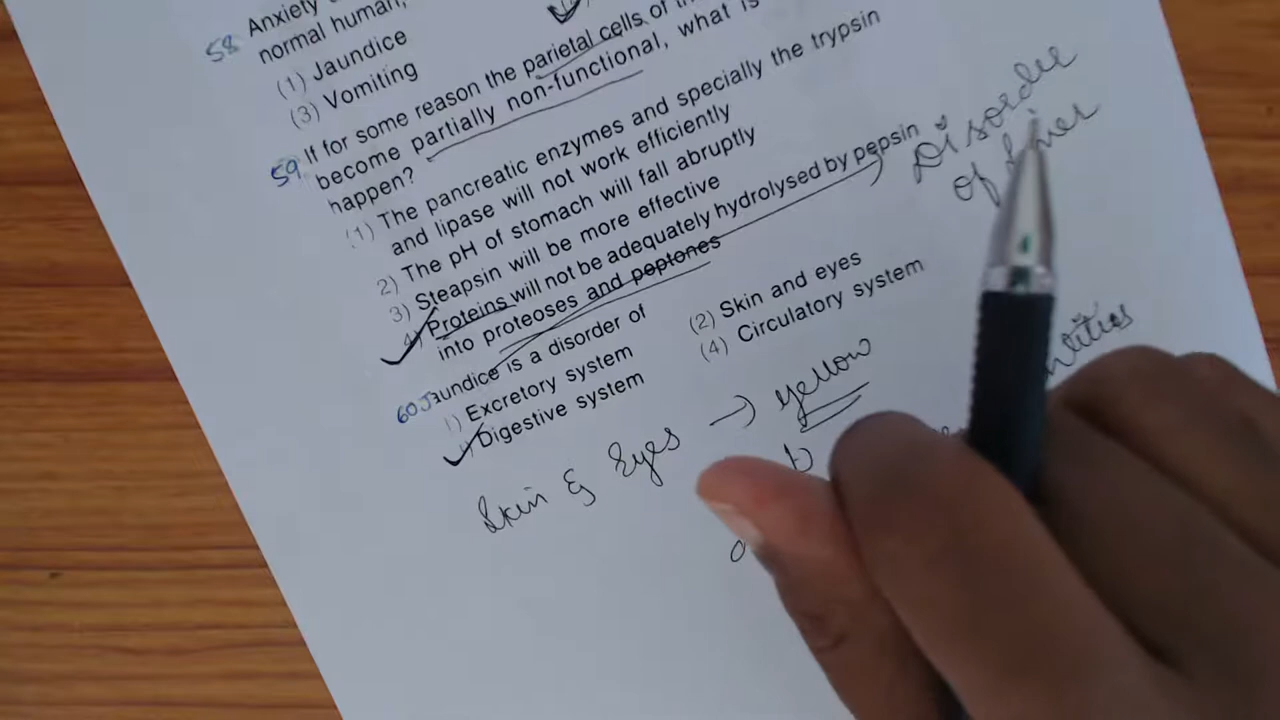 58 Anxiety
normal human,
(1) Jaundice
(3) Vomiting
59 If for some reason the parietal cells of
become partially non-functional, what is
happen?
(1) The pancreatic enzymes and specially the trypsin
and lipase will not work efficiently
2) The pH of stomach will fall abruptly
3) Steapsin will be more effective
4) Proteins will not be adequately hydrolysed by pepsin
into proteoses and peptones
Disorder
of liver
60 Jaundice is a disorder of
1) Excretory system
(2) Skin and eyes
Digestive system
(4) Circulatory system
Skin & Eyes → yellow